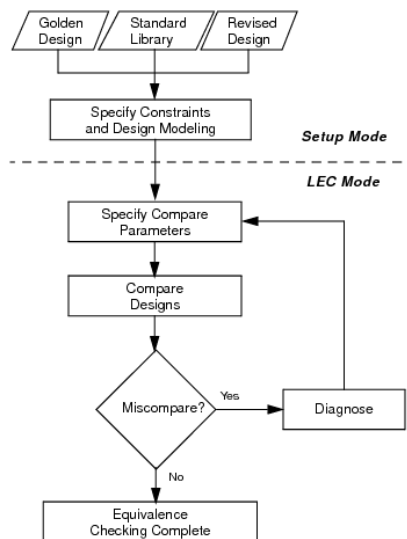 Golden
Design
Standard
Library
Revised
Design
Specify Constraints
and Design Modeling
Setup Mode
LEC Mode
Specify Compare
Parameters
Compare
Designs
Miscompare?
Yes
Diagnose
No
Equivalence
Checking Complete